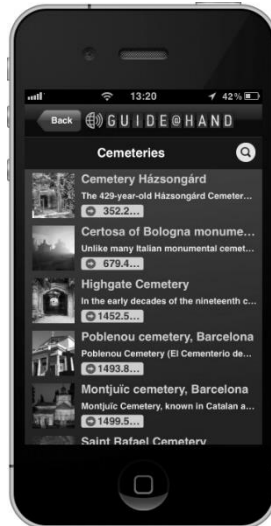 13:20
42%
Back
GUIDE@HAND
Cemeteries
Cemetery Házsongárd
The 429-year-old Házsongárd Cemeter...
352.2...
Certosa of Bologna monume...
Unlike many Italian monumental cemet...
679.4...
Highgate Cemetery
In the early decades of the nineteenth c...
1452.5...
Poblenou cemetery, Barcelona
Poblenou Cemetery (El Cementerio de...
1493.8...
Montjuïc cemetery, Barcelona
Montjuïc Cemetery, known in Catalan a...
1499.5...
Saint Rafael Cemetery